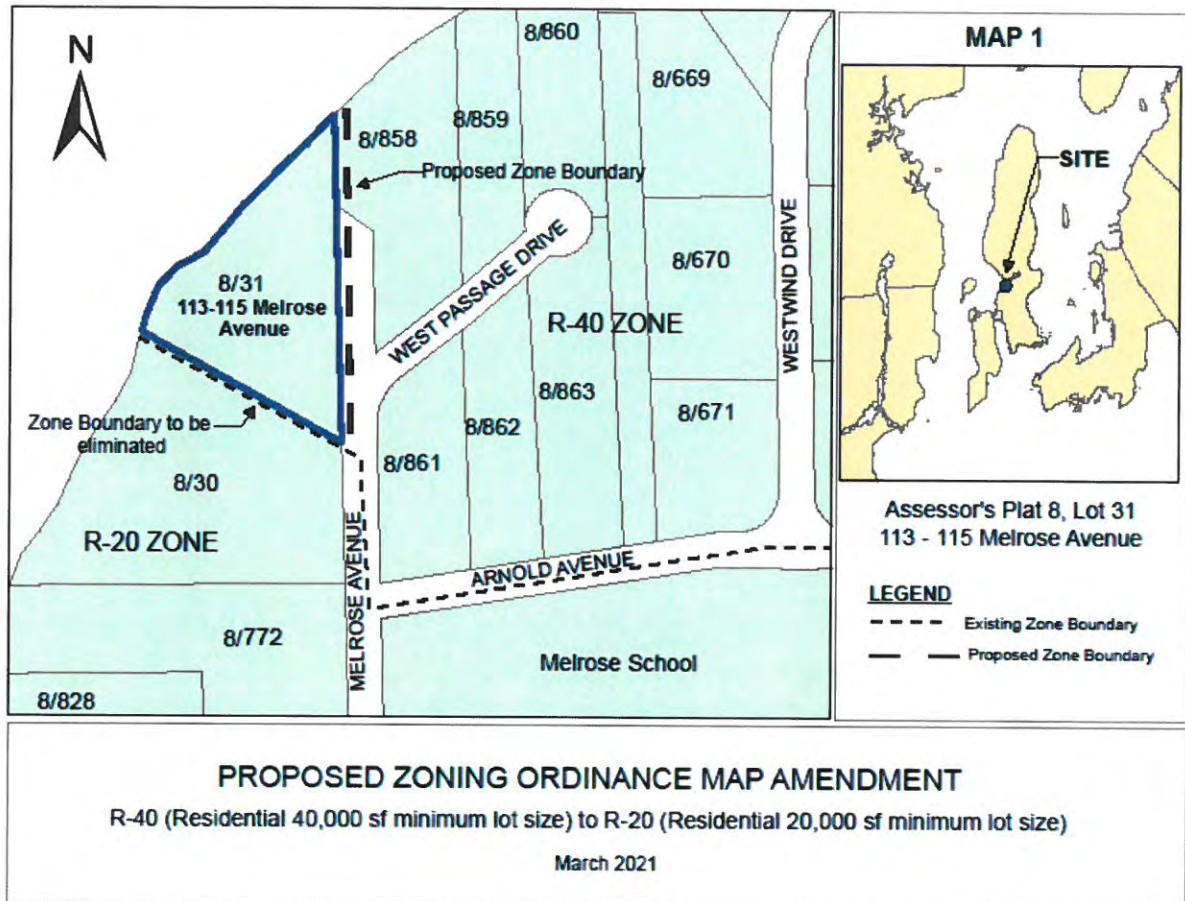 N
8/860
8/669
8/859
8/858
Proposed Zone Boundary
WEST PASSAGE DRIVE
8/31
113-115 Melrose
Avenue
8/670
WESTWIND DRIVE
R-40 ZONE
8/863
8/671
8/862
Zone Boundary to be
eliminated
8/861
8/30
R-20 ZONE
MELROSE AVENUE
ARNOLD AVENUE
8/772
Melrose School
8/828
MAP 1
SITE
Assessor's Plat 8, Lot 31
113 - 115 Melrose Avenue
LEGEND
Existing Zone Boundary
Proposed Zone Boundary
PROPOSED ZONING ORDINANCE MAP AMENDMENT
R-40 (Residential 40,000 sf minimum lot size) to R-20 (Residential 20,000 sf minimum lot size)
March 2021